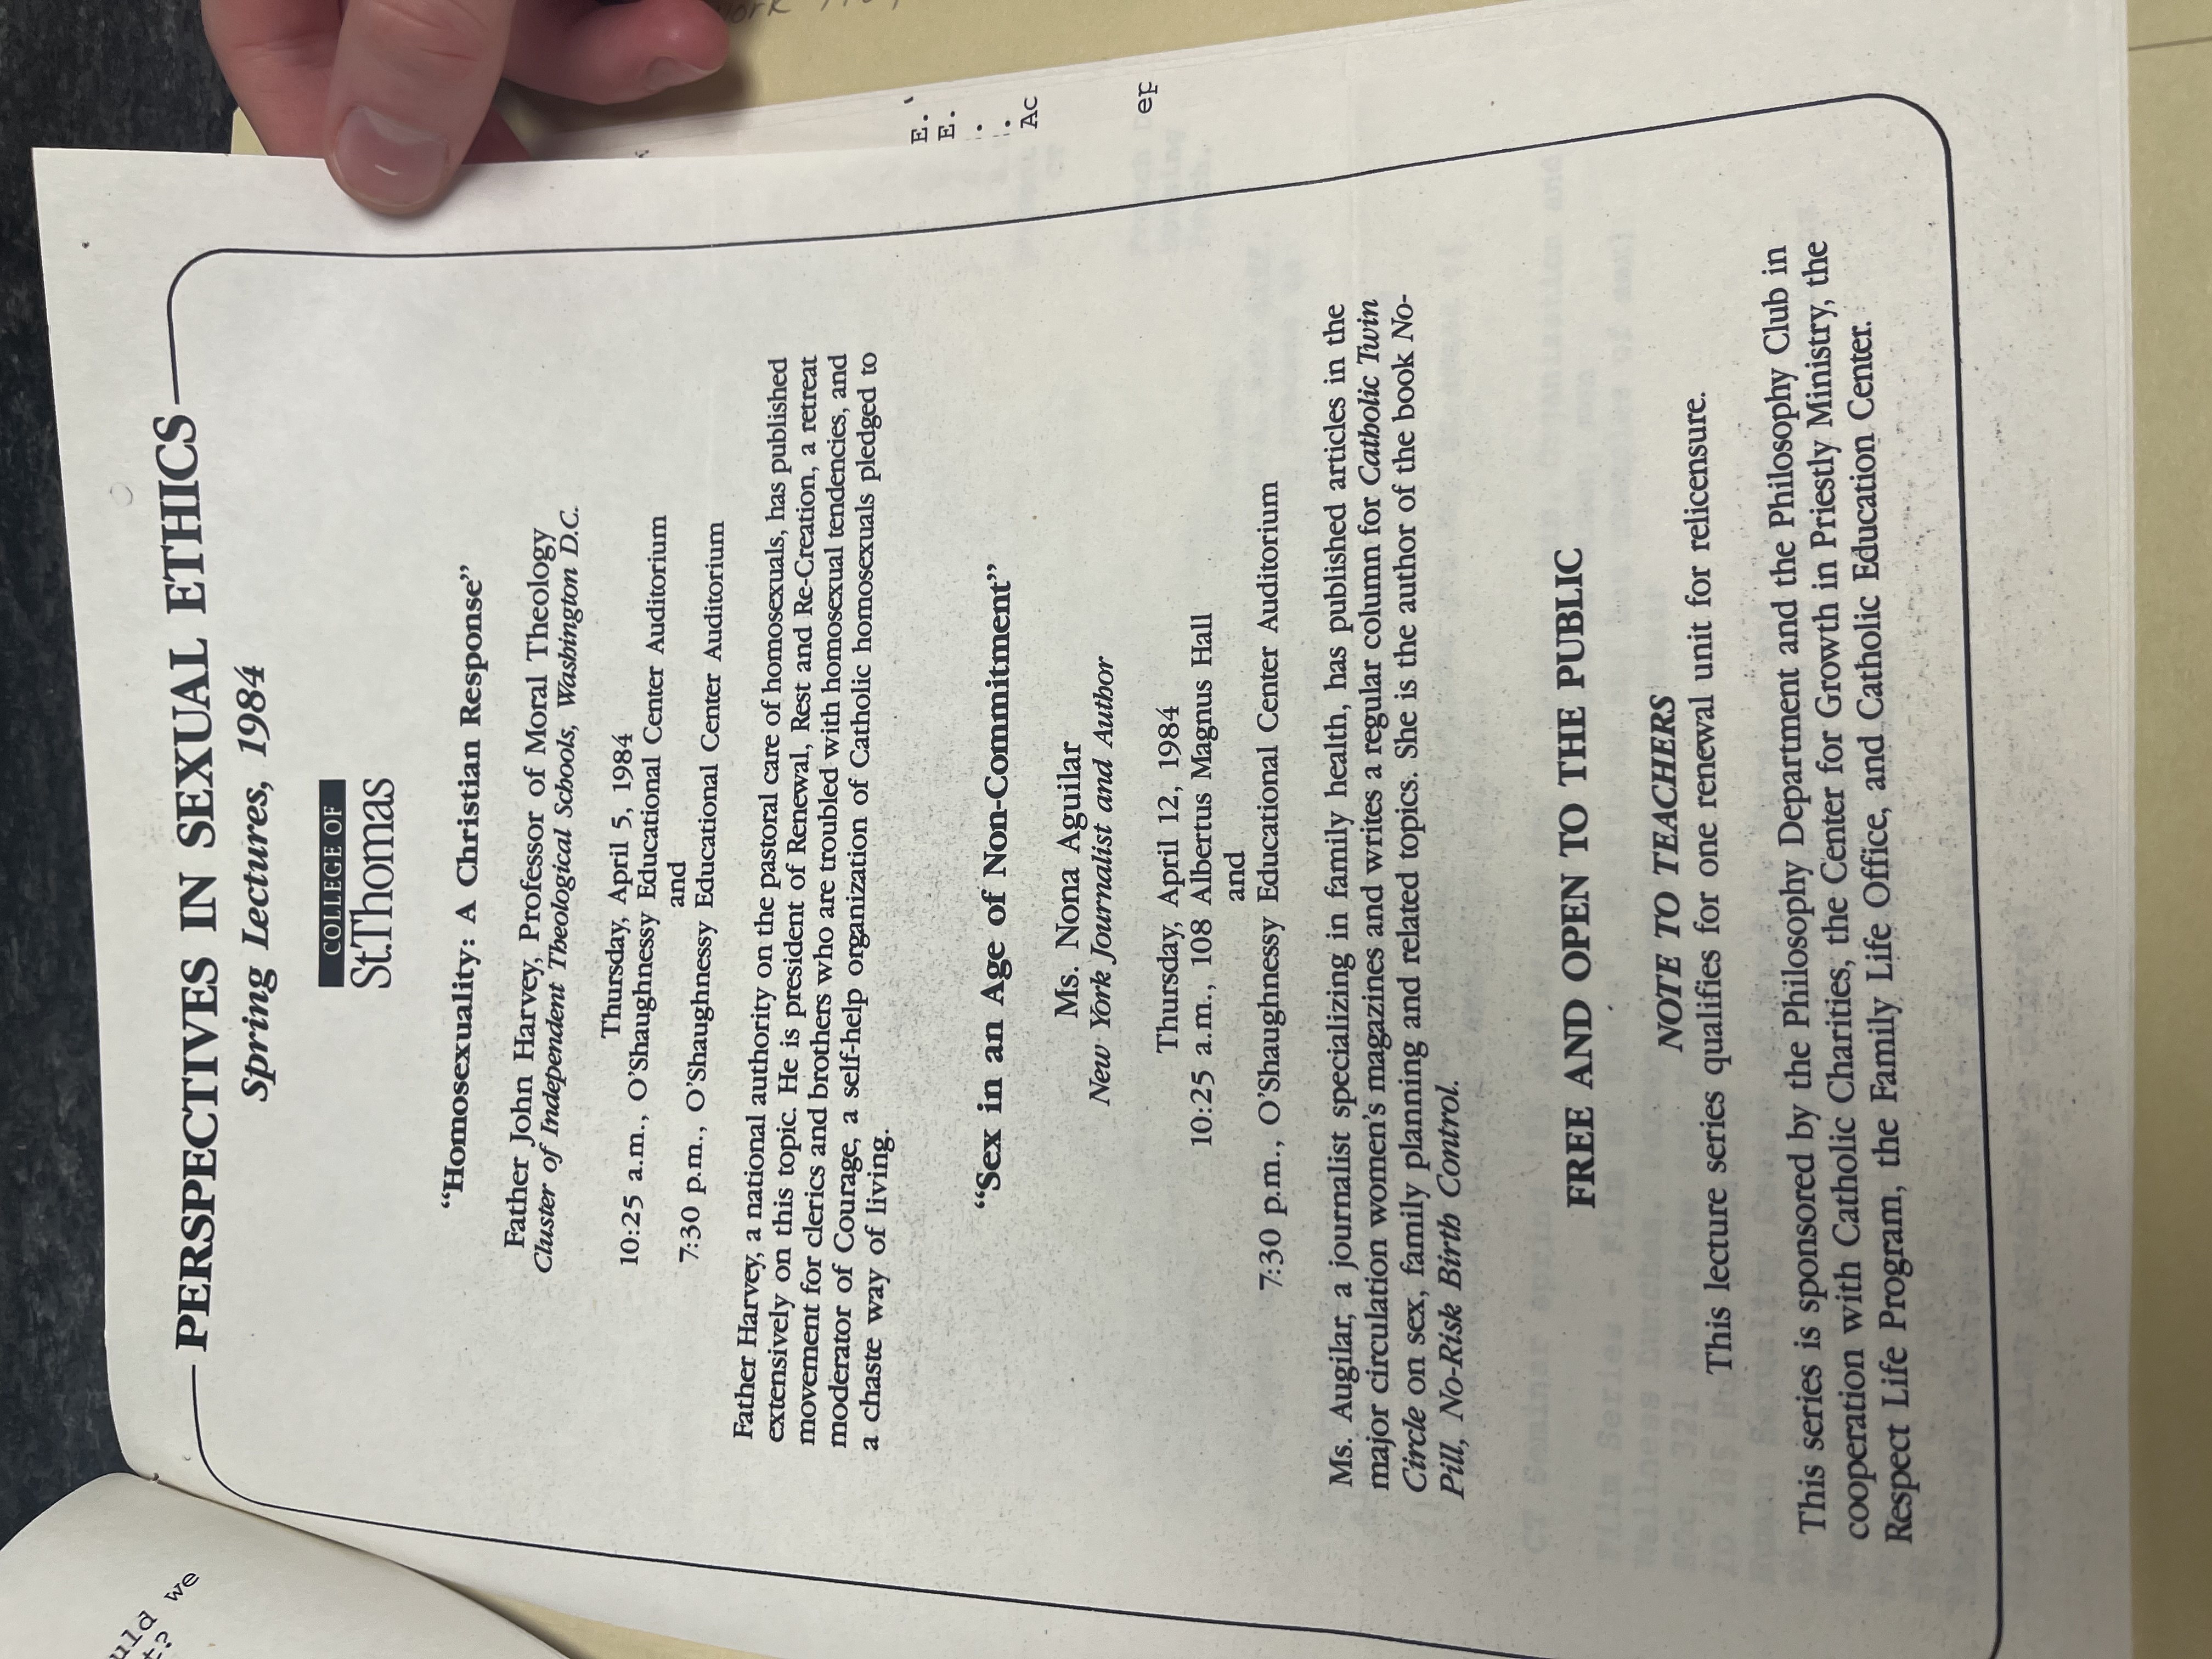 PERSPECTIVES IN SEXUAL ETHICS
Spring Lectures, 1984
COLLEGE OF
St.Thomas
“Homosexuality: A Christian Response”
Father John Harvey, Professor of Moral Theology
Cluster of Independent Theological Schools, Washington D.C.
Thursday, April 5, 1984
10:25 a.m., O'Shaughnessy Educational Center Auditorium
and
7:30 p.m., O'Shaughnessy Educational Center Auditorium
Father Harvey, a national authority on the pastoral care of homosexuals, has published
extensively on this topic. He is president of Renewal, Rest and Re-Creation, a retreat
movement for clerics and brothers who are troubled with homosexual tendencies, and
moderator of Courage, a self-help organization of Catholic homosexuals pledged to
a chaste way of living.
“Sex in an Age of Non-Commitment”
Ms. Nona Aguilar
New York Journalist and Author
Thursday, April 12, 1984
10:25 a.m., 108 Albertus Magnus Hall
and
7:30 p.m., O'Shaughnessy Educational Center Auditorium
Ms. Augilar, a journalist specializing in family health, has published articles in the
major circulation women's magazines and writes a regular column for Catholic Twin
Circle on sex, family planning and related topics. She is the author of the book No-
Pill, No-Risk Birth Control.
FREE AND OPEN TO THE PUBLIC
NOTE TO TEACHERS
This lecture series qualifies for one renewal unit for relicensure.
This series is sponsored by the Philosophy Department and the Philosophy Club in
cooperation with Catholic Charities, the Center for Growth in Priestly Ministry, the
Respect Life Program, the Family Life Office, and Catholic Education Center.
E.
E.
Ac
ep
uld we
t?